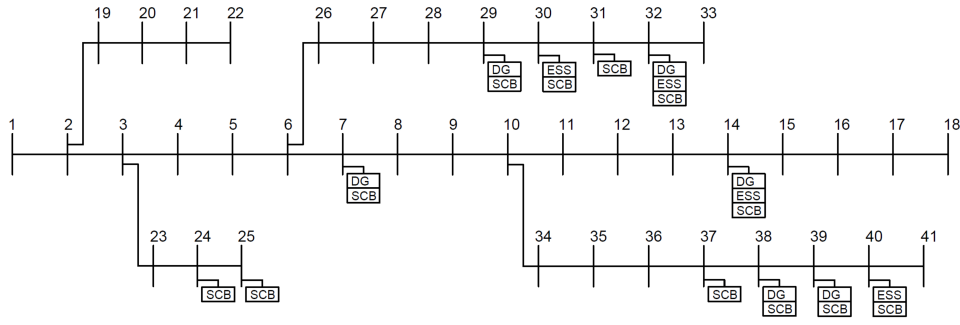 19 20 21 22 26 27 28 29 30 31 32 33
DG ESS SCB DG
SCB SCB ESS
SCB
1 2 3 4 5 6 7 8 9 10 11 12 13 14 15 16 17 18
DG DG
SCB ESS
SCB
23 24 25 34 35 36 37 38 39 40 41
SCB SCB SCB DG DG ESS
SCB SCB SCB